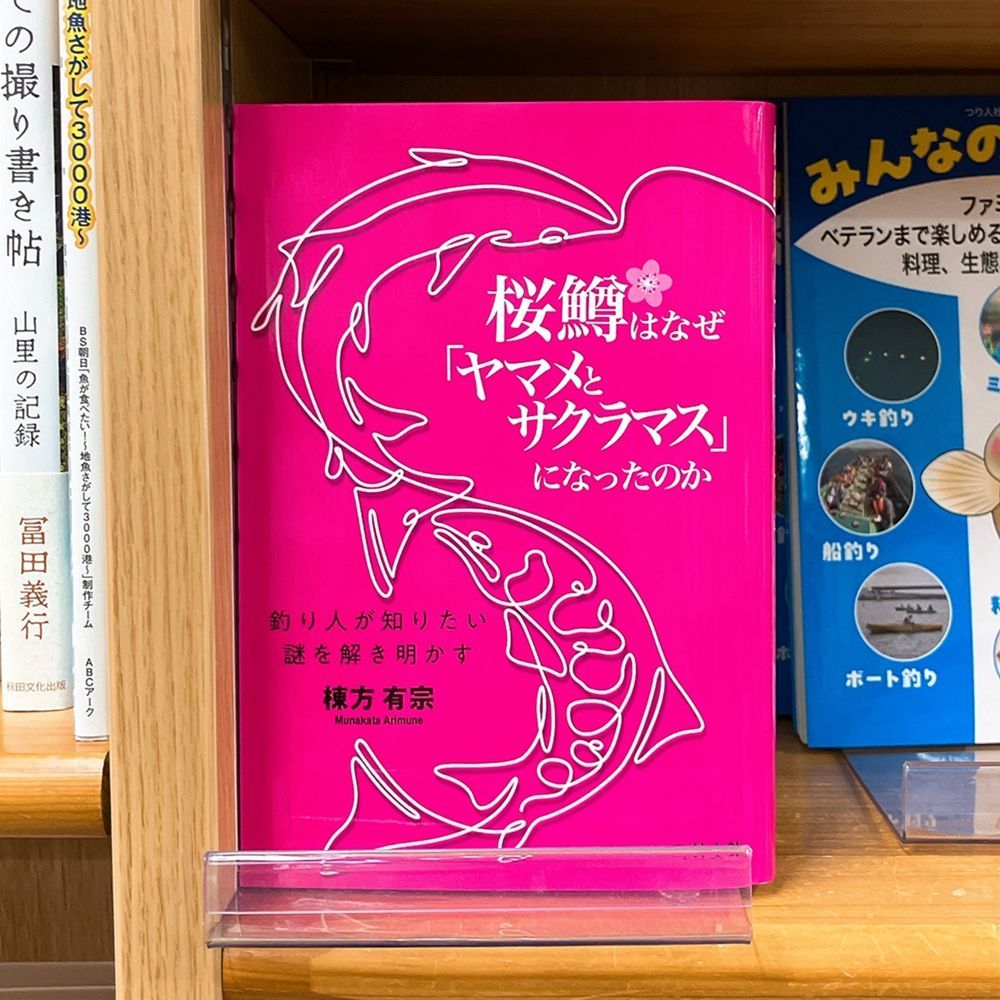 の撮り書き帖
山里の記録
冨田義行
秋田文化出版
地魚さがして3000港〜
BS朝日「魚が食べたい!〜地魚さがして3000港〜」制作チーム
ABCアーク
桜鱒はなぜ
「ヤマメと
サクラマス」
になったのか
釣り人が知りたい
謎を解き明かす
棟方 有宗
Munakata Arimune
つり人社
みんなの
ファミ
ベテランまで楽しめる
料理、生態
ウキ釣り
船釣り
ボート釣り